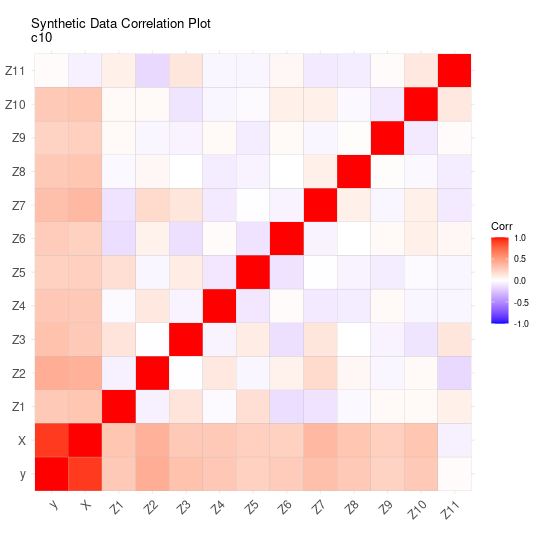 Synthetic Data Correlation Plot
c10
Z11
Z10
Z9
Z8
Z7
Z6
Z5
Z4
Z3
Z2
Z1
X
y
y
X
Z1
Z2
Z3
Z4
Z5
Z6
Z7
Z8
Z9
Z10
Z11
Corr
1.0
0.5
0.0
-0.5
-1.0